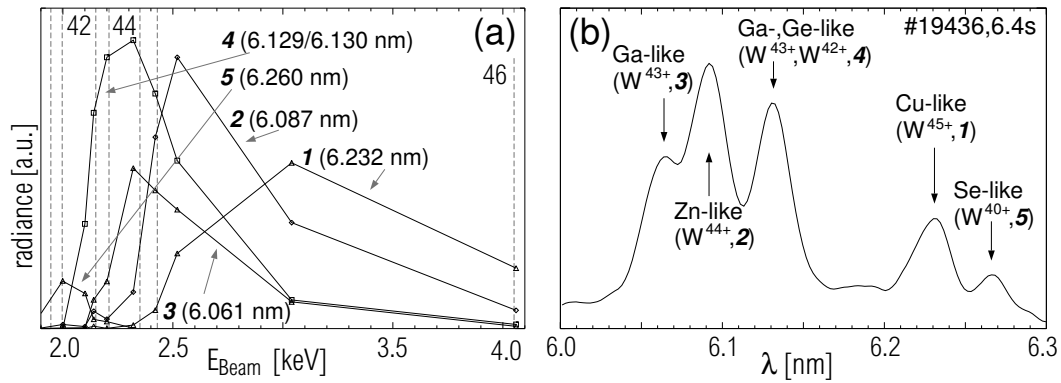 42 44 (a)
4 (6.129/6.130 nm)
5 (6.260 nm)
46
2 (6.087 nm)
1 (6.232 nm)
3 (6.061 nm)
radiance [a.u.]
2.0 2.5 3.0 3.5 4.0
E_Beam [keV]
(b) #19436,6.4s
Ga-,Ge-like
(W^43+,W^42+,4)
Ga-like
(W^43+,3)
Cu-like
(W^45+,1)
Se-like
(W^40+,5)
Zn-like
(W^44+,2)
6.0 6.1 6.2 6.3
λ [nm]